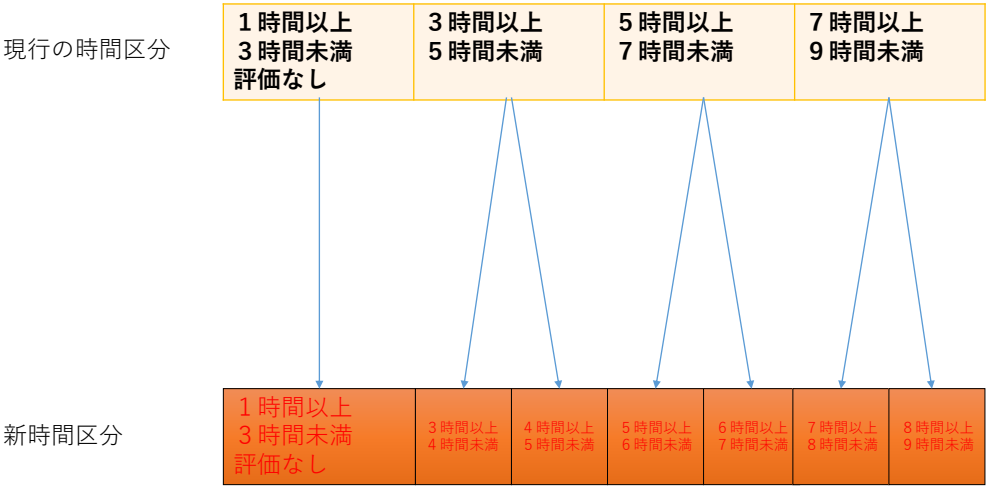 現行の時間区分
１時間以上
３時間未満
評価なし
３時間以上
５時間未満
５時間以上
７時間未満
７時間以上
９時間未満
新時間区分
１時間以上
３時間未満
評価なし
３時間以上
４時間未満
４時間以上
５時間未満
５時間以上
６時間未満
６時間以上
７時間未満
７時間以上
８時間未満
８時間以上
９時間未満